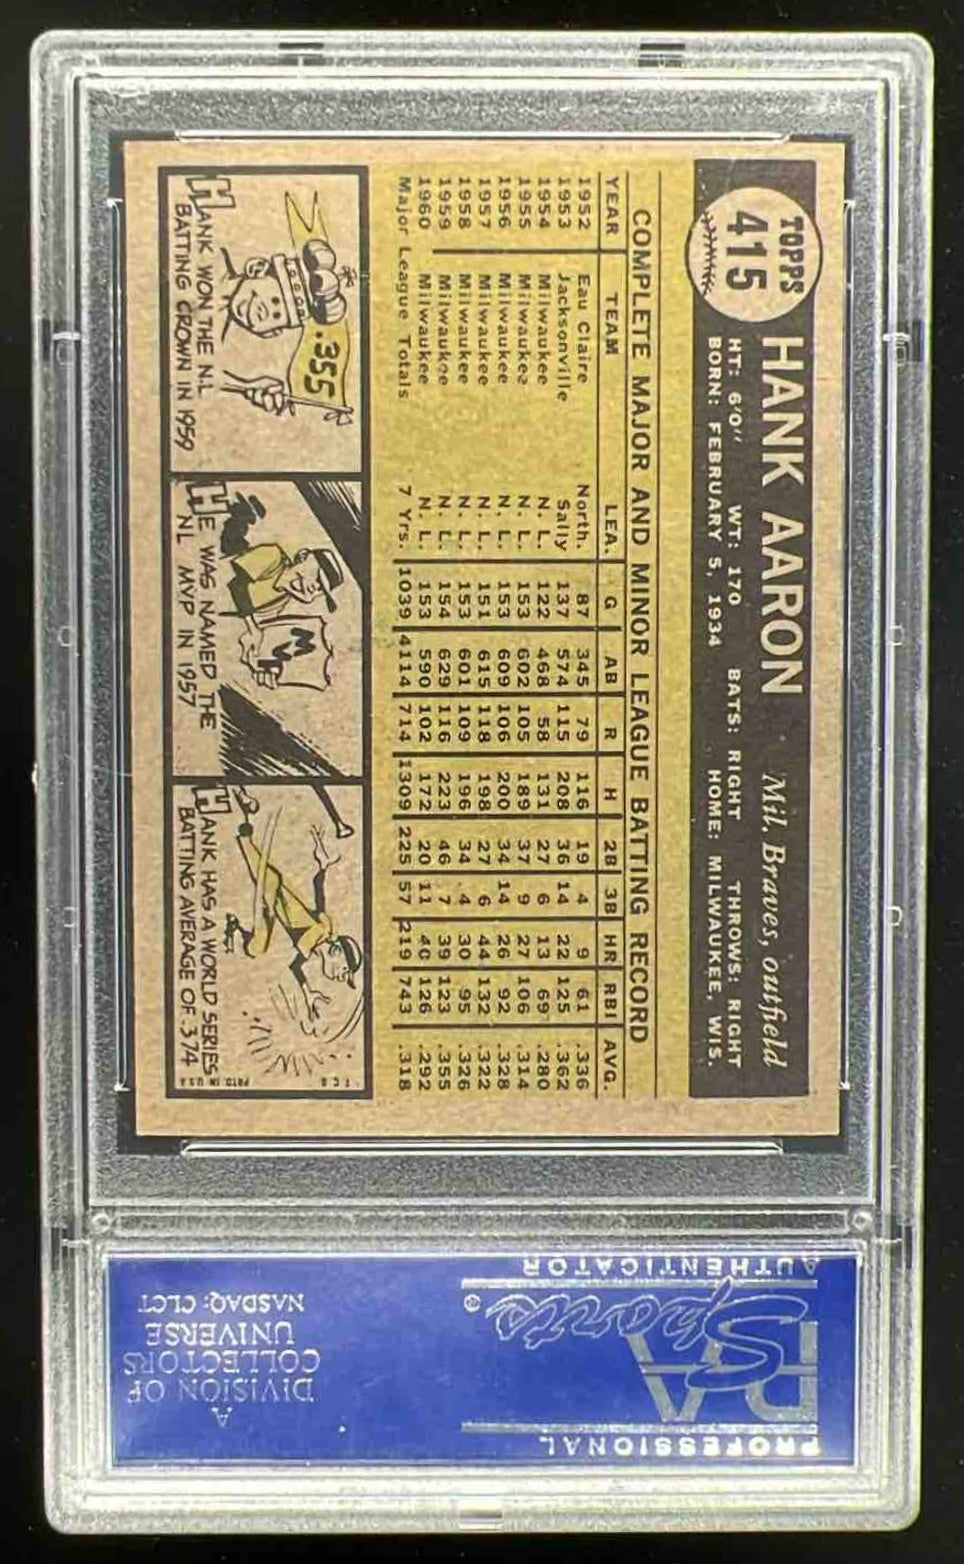 TOPPS
415
HANK AARON Mil. Braves, outfield
HT: 6'0" WT: 170 BATS: RIGHT THROWS: RIGHT
BORN: FEBRUARY 5, 1934 HOME: MILWAUKEE, WIS.
COMPLETE MAJOR AND MINOR LEAGUE BATTING RECORD
YEAR TEAM LEA. G AB R H 2B 3B HR RBI AVG.
1952 Eau Claire North. 87 345 79 116 19 4 9 61 .336
1953 Jacksonville Sally 137 574 115 208 36 14 22 125 .362
1954 Milwaukee N. L. 122 468 58 131 27 6 13 69 .280
1955 Milwaukee N. L. 153 602 105 189 37 9 27 106 .314
1956 Milwaukee N. L. 153 609 106 200 34 14 26 92 .328
1957 Milwaukee N. L. 151 615 118 198 27 6 44 132 .322
1958 Milwaukee N. L. 153 601 109 196 34 4 30 95 .326
1959 Milwaukee N. L. 154 629 116 223 46 7 39 123 .355
1960 Milwaukee N. L. 153 590 102 172 20 11 40 126 .292
Major League Totals 7 Yrs. 1039 4114 714 1309 225 57 219 743 .318
.355
HANK WON THE N.L.
BATTING CROWN IN 1959
M
HE WAS NAMED THE
NL MVP IN 1957
HANK HAS A WORLD SERIES
BATTING AVERAGE OF .374
T.C.G.
PRTD. IN U.S.A.
PROFESSIONAL
PSA
Sports
®
AUTHENTICATOR
A
DIVISION OF
COLLECTORS
UNIVERSE
NASDAQ: CLCT